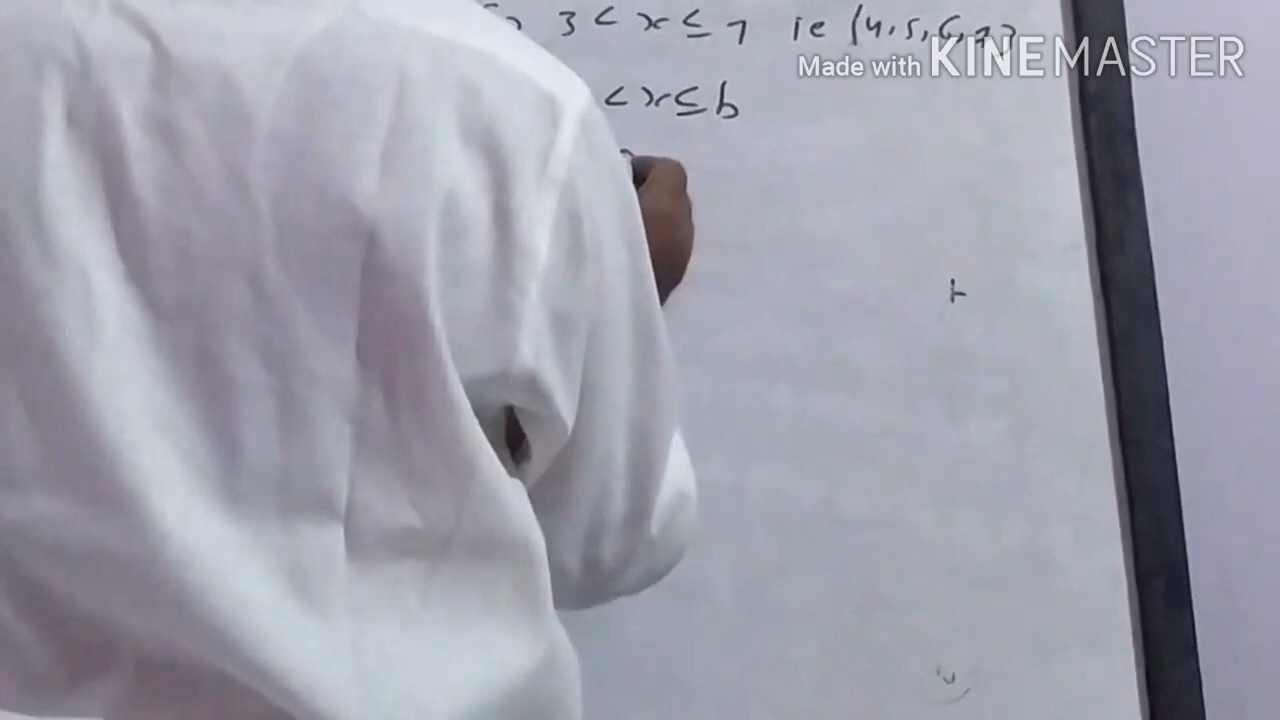 3 < x ≤ 7 ie {4,5,6,7}
Made with KINEMASTER
< x ≤ b